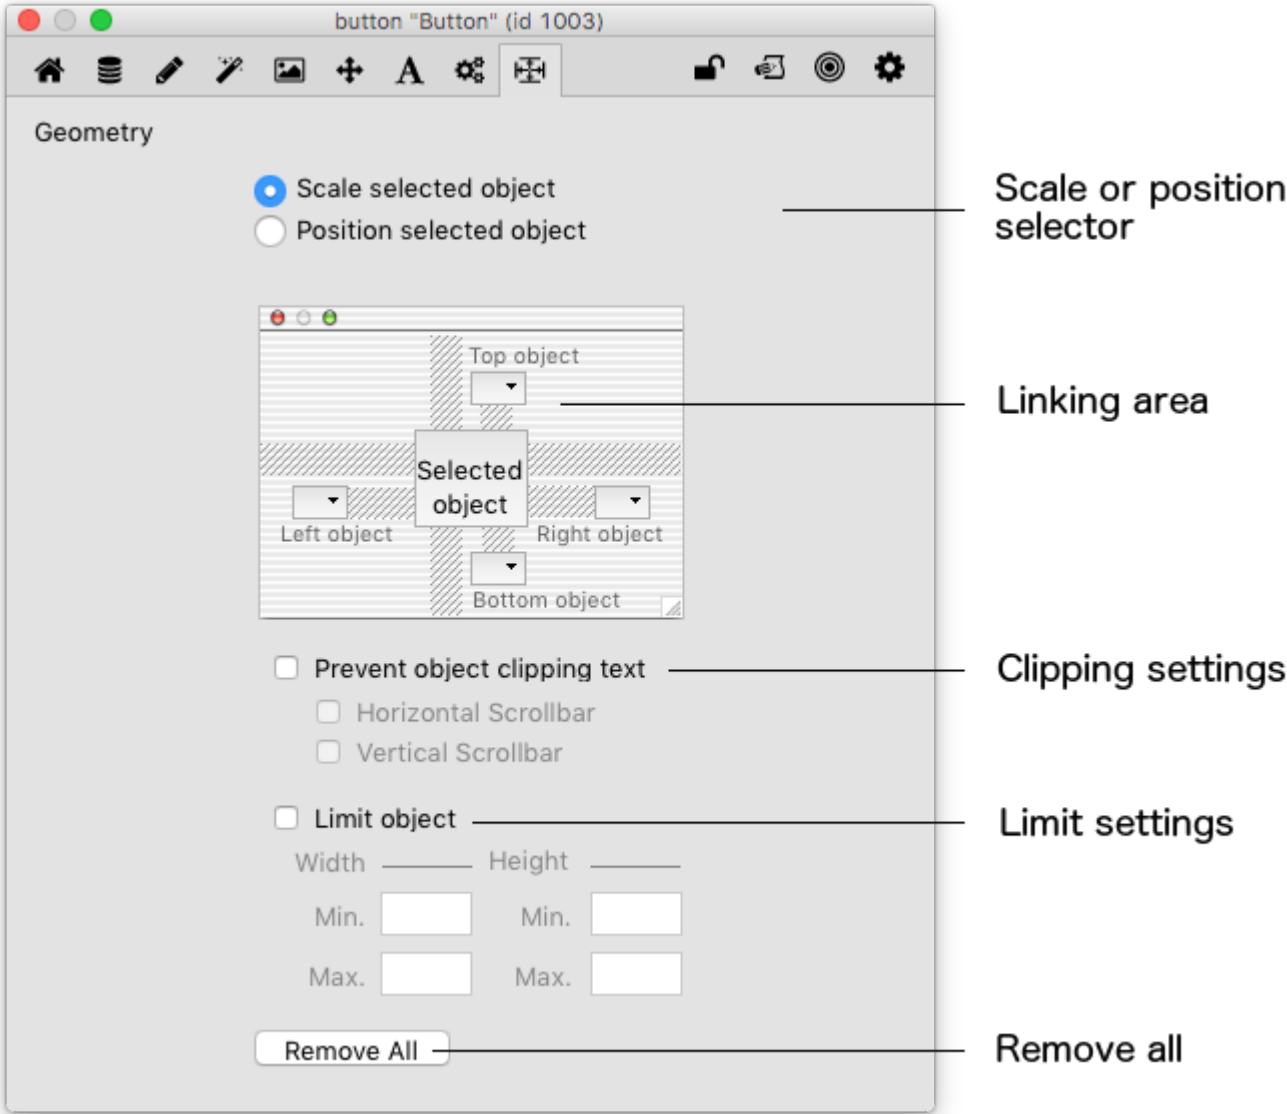 button "Button" (id 1003)
Geometry
Scale selected object
Position selected object
Scale or position
selector
Top object
Linking area
Selected
object
Left object
Right object
Bottom object
Prevent object clipping text
Clipping settings
Horizontal Scrollbar
Vertical Scrollbar
Limit object
Limit settings
Width
Height
Min.
Min.
Max.
Max.
Remove All
Remove all